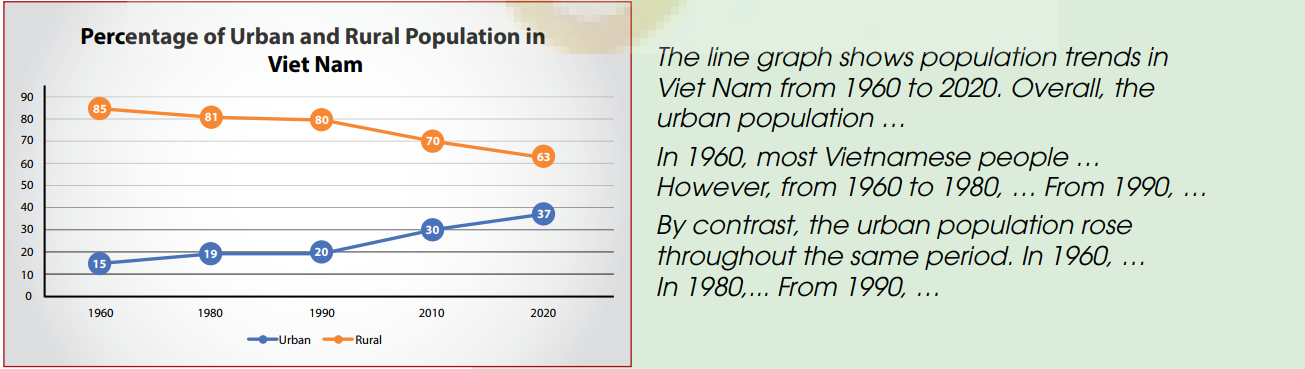 Percentage of Urban and Rural Population in
Viet Nam
90
80
70
60
50
40
30
20
10
0
85
81
80
70
63
15
19
20
30
37
1960
1980
1990
2010
2020
Urban
Rural
The line graph shows population trends in
Viet Nam from 1960 to 2020. Overall, the
urban population …
In 1960, most Vietnamese people …
However, from 1960 to 1980, … From 1990, …
By contrast, the urban population rose
throughout the same period. In 1960, …
In 1980,... From 1990, …